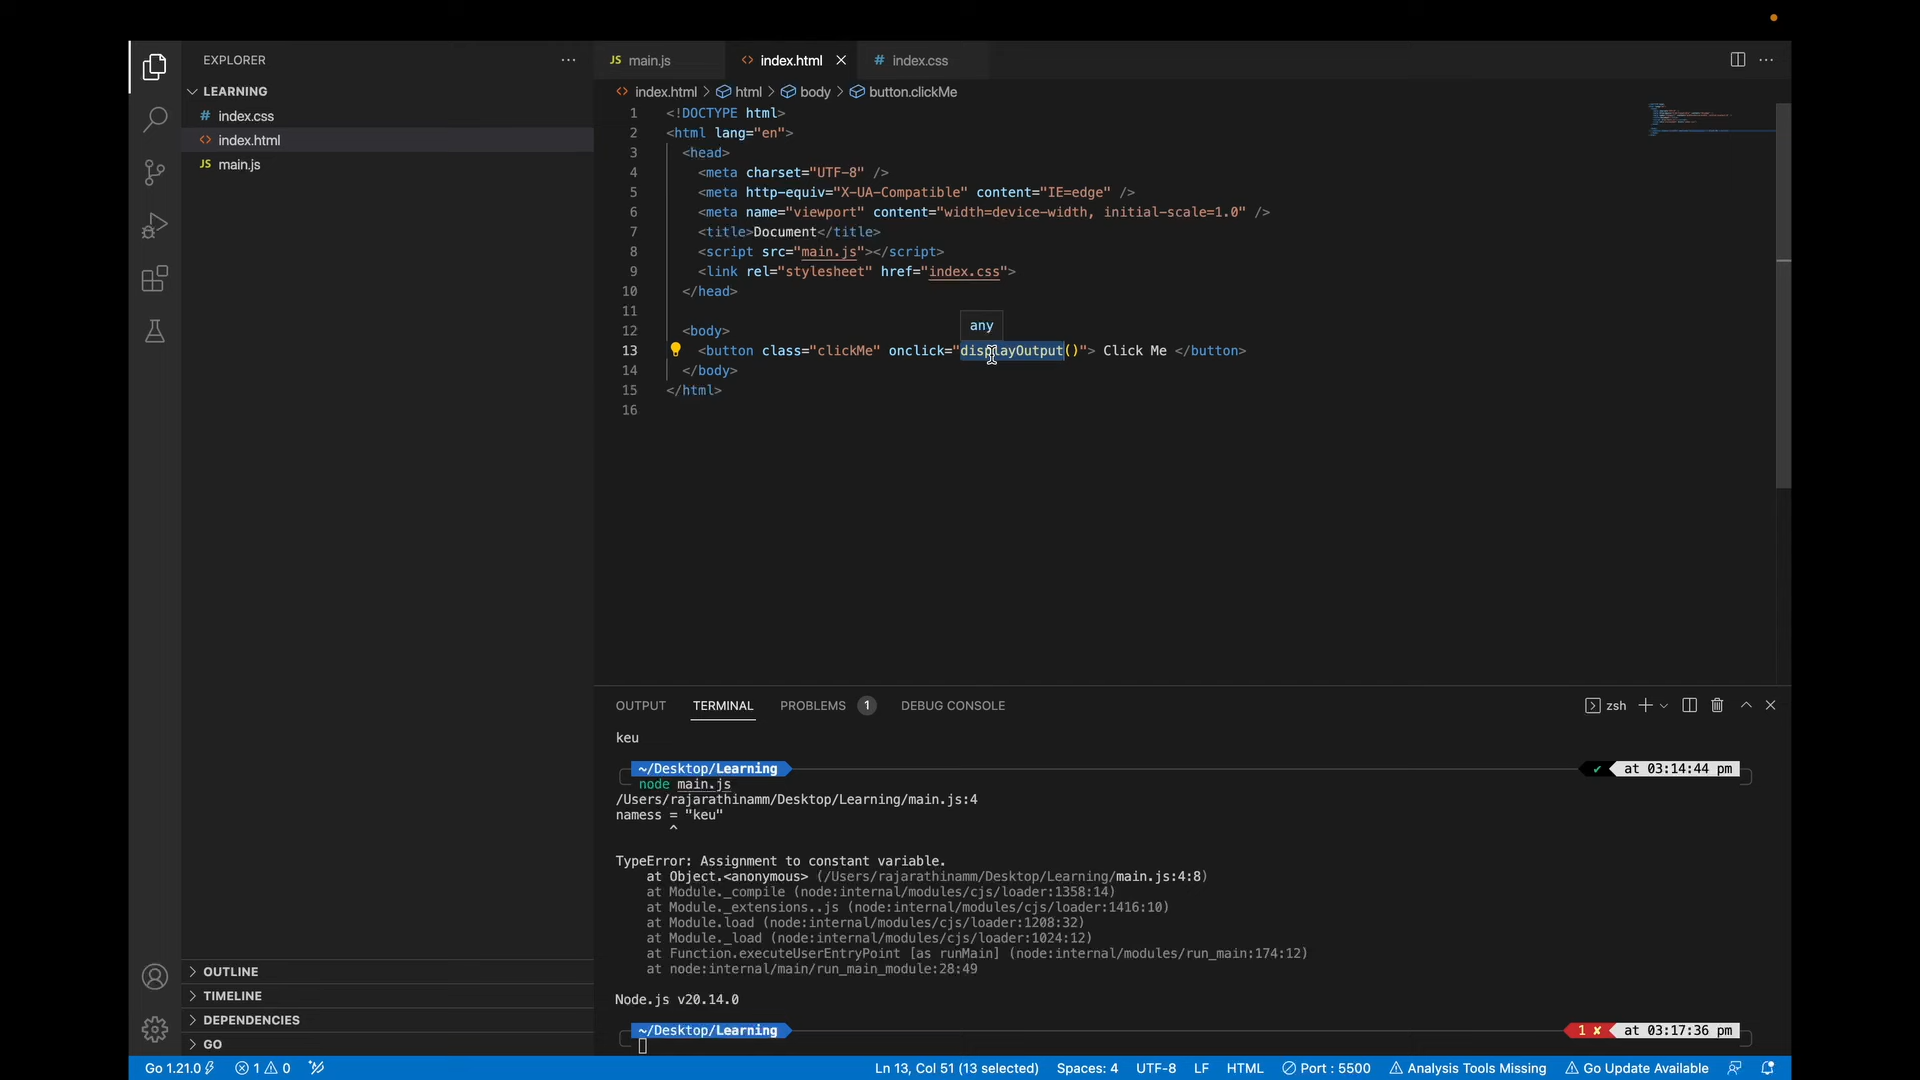 EXPLORER
LEARNING
index.css
index.html
main.js
OUTLINE
TIMELINE
DEPENDENCIES
GO
JS main.js
index.html
# index.css
index.html > html > body > button.clickMe
1 <!DOCTYPE html>
2 <html lang="en">
3 <head>
4 <meta charset="UTF-8" />
5 <meta http-equiv="X-UA-Compatible" content="IE=edge" />
6 <meta name="viewport" content="width=device-width, initial-scale=1.0" />
7 <title>Document</title>
8 <script src="main.js"></script>
9 <link rel="stylesheet" href="index.css">
10 </head>
11
any
12 <body>
13 <button class="clickMe" onclick="displayOutput()"> Click Me </button>
14 </body>
15 </html>
16
OUTPUT TERMINAL PROBLEMS 1 DEBUG CONSOLE zsh
keu
~/Desktop/Learning at 03:14:44 pm
node main.js
/Users/rajarathinamm/Desktop/Learning/main.js:4
namess = "keu"
^
TypeError: Assignment to constant variable.
at Object.<anonymous> (/Users/rajarathinamm/Desktop/Learning/main.js:4:8)
at Module._compile (node:internal/modules/cjs/loader:1358:14)
at Module._extensions..js (node:internal/modules/cjs/loader:1416:10)
at Module.load (node:internal/modules/cjs/loader:1208:32)
at Module._load (node:internal/modules/cjs/loader:1024:12)
at Function.executeUserEntryPoint [as runMain] (node:internal/modules/run_main:174:12)
at node:internal/main/run_main_module:28:49
Node.js v20.14.0
~/Desktop/Learning 1 ✘ at 03:17:36 pm
Go 1.21.0 1 0 Ln 13, Col 51 (13 selected) Spaces: 4 UTF-8 LF HTML Port : 5500 Analysis Tools Missing Go Update Available